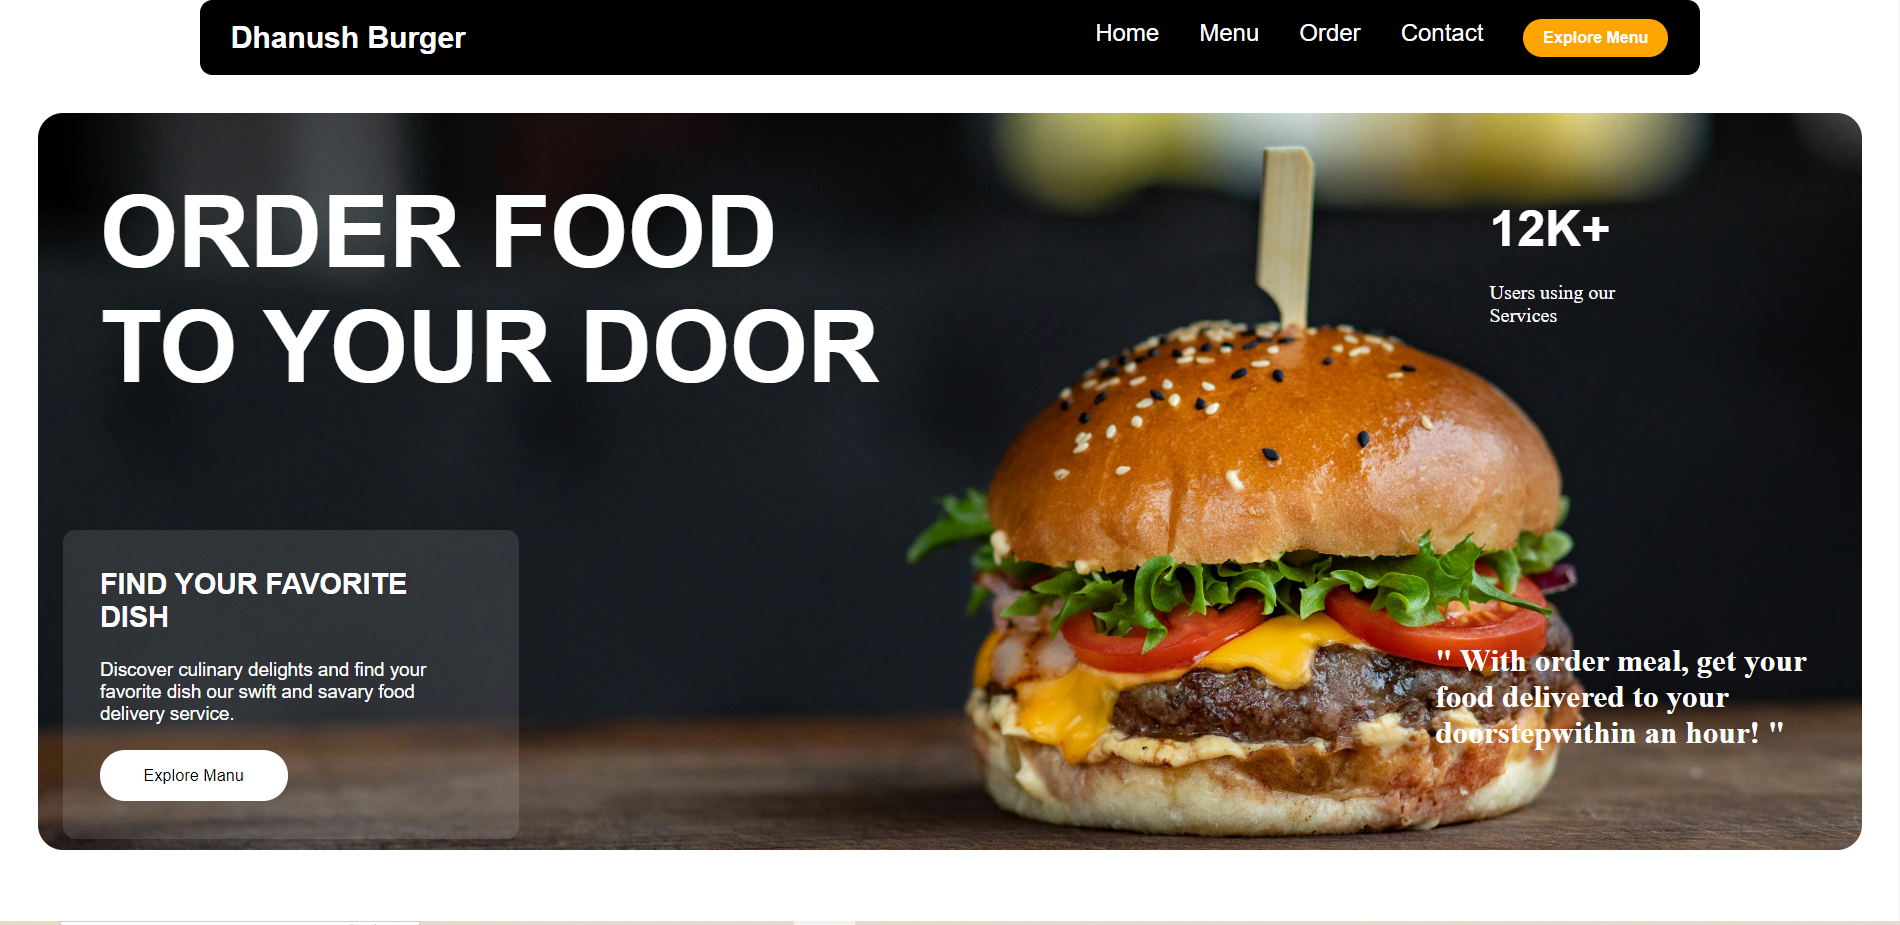 Dhanush Burger
Home Menu Order Contact Explore Menu
ORDER FOOD
TO YOUR DOOR
12K+
Users using our
Services
FIND YOUR FAVORITE
DISH
Discover culinary delights and find your
favorite dish our swift and savary food
delivery service.
Explore Manu
" With order meal, get your
food delivered to your
doorstepwithin an hour! "